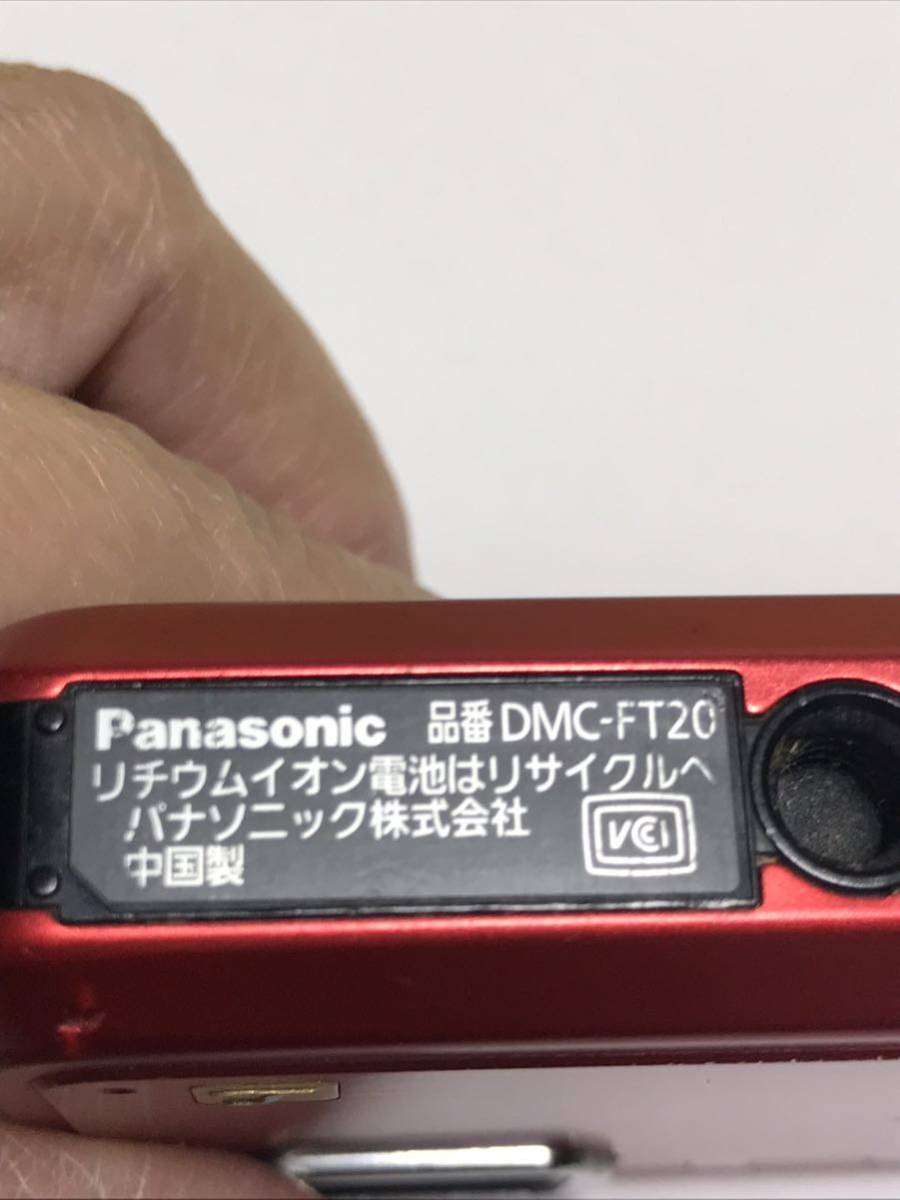 Panasonic 品番 DMC-FT20
リチウムイオン電池はリサイクルへ
パナソニック株式会社
中国製
VCI